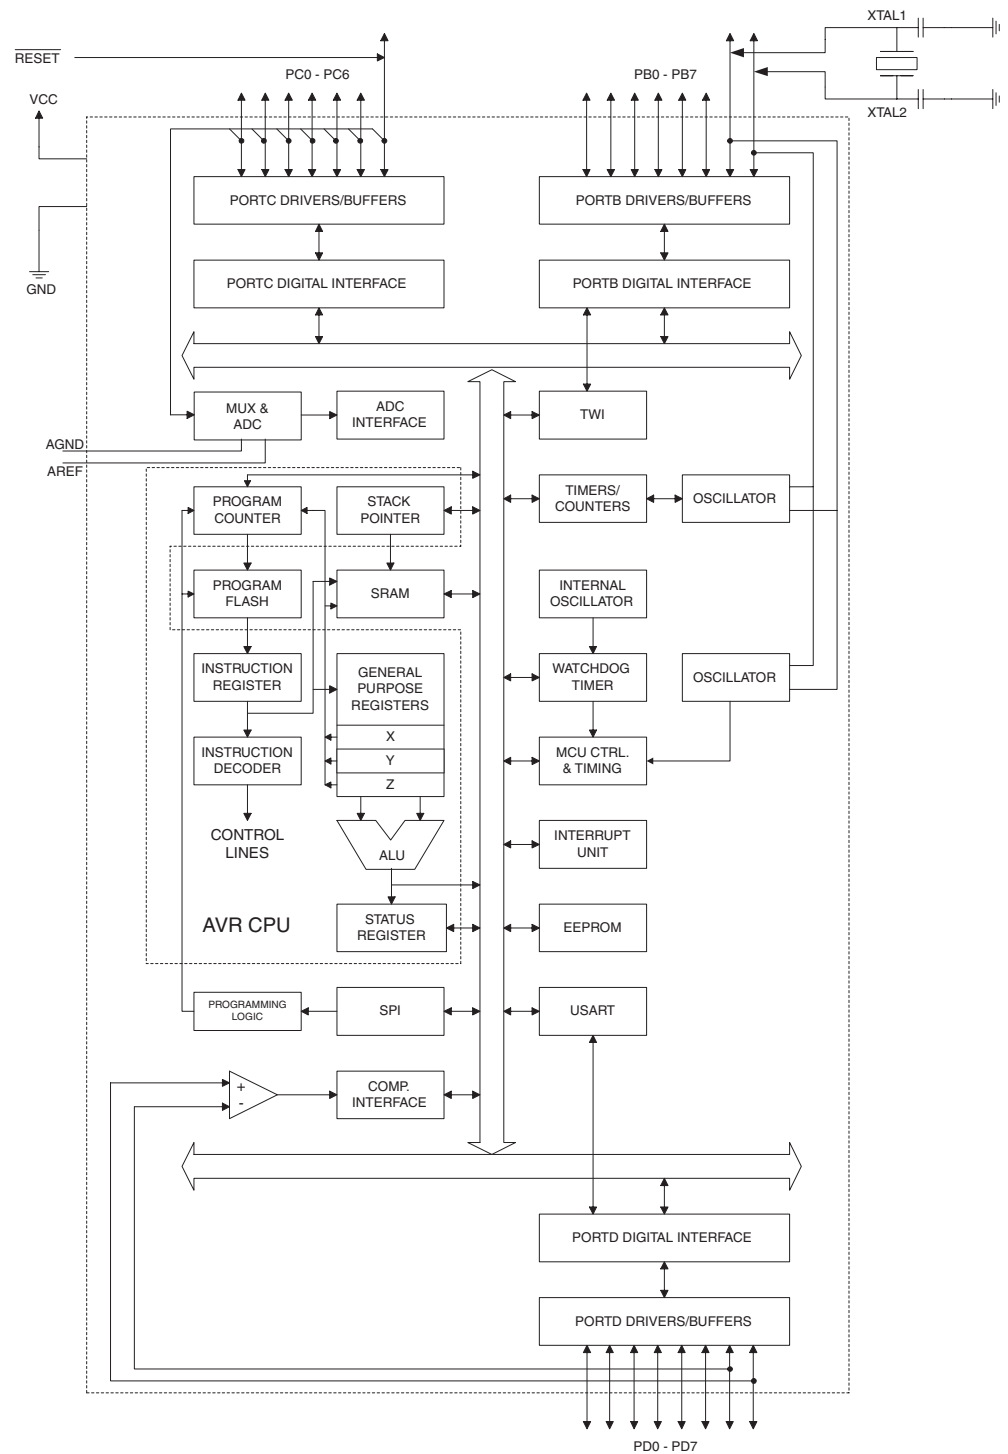 XTAL1
RESET
PC0 - PC6
PB0 - PB7
VCC
XTAL2
PORTC DRIVERS/BUFFERS
PORTB DRIVERS/BUFFERS
PORTC DIGITAL INTERFACE
PORTB DIGITAL INTERFACE
GND
MUX &
ADC
ADC
INTERFACE
TWI
AGND
AREF
PROGRAM
COUNTER
STACK
POINTER
TIMERS/
COUNTERS
OSCILLATOR
PROGRAM
FLASH
SRAM
INTERNAL
OSCILLATOR
INSTRUCTION
REGISTER
GENERAL
PURPOSE
REGISTERS
WATCHDOG
TIMER
OSCILLATOR
X
Y
Z
INSTRUCTION
DECODER
MCU CTRL.
& TIMING
CONTROL
LINES
ALU
INTERRUPT
UNIT
AVR CPU
STATUS
REGISTER
EEPROM
PROGRAMMING
LOGIC
SPI
USART
+
-
COMP.
INTERFACE
PORTD DIGITAL INTERFACE
PORTD DRIVERS/BUFFERS
PD0 - PD7